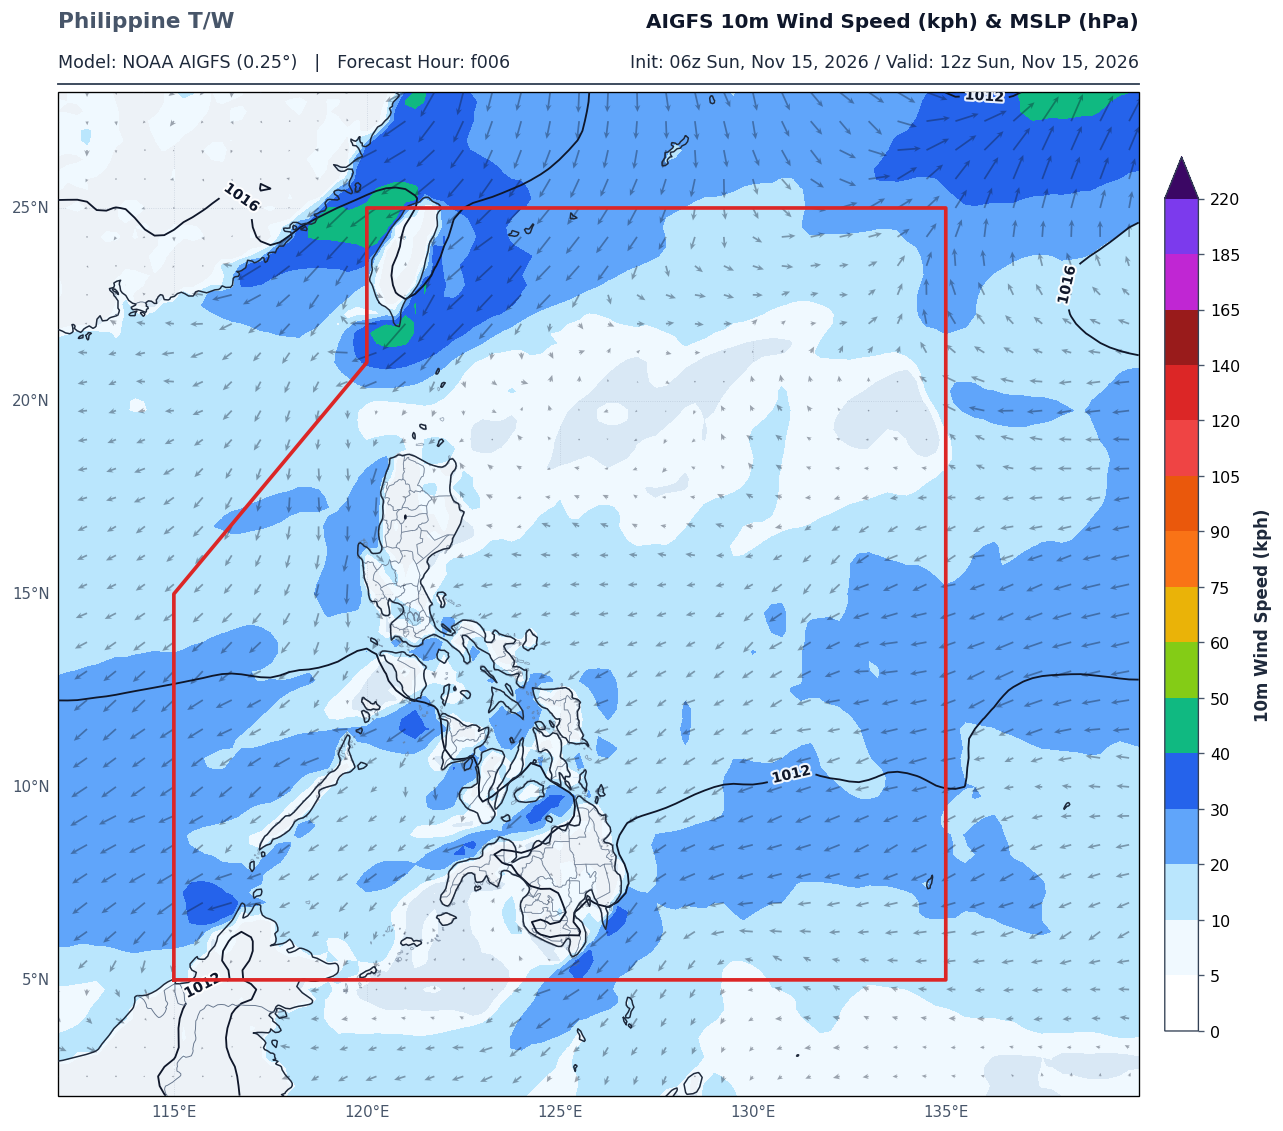 Philippine T/W
AIGFS 10m Wind Speed (kph) & MSLP (hPa)
Model: NOAA AIGFS (0.25°)   |   Forecast Hour: f006
Init: 06z Sun, Nov 15, 2026 / Valid: 12z Sun, Nov 15, 2026
1012
1016
1016
1012
1012
25°N
20°N
15°N
10°N
5°N
115°E
120°E
125°E
130°E
135°E
220
185
165
140
120
105
90
75
60
50
40
30
20
10
5
0
10m Wind Speed (kph)